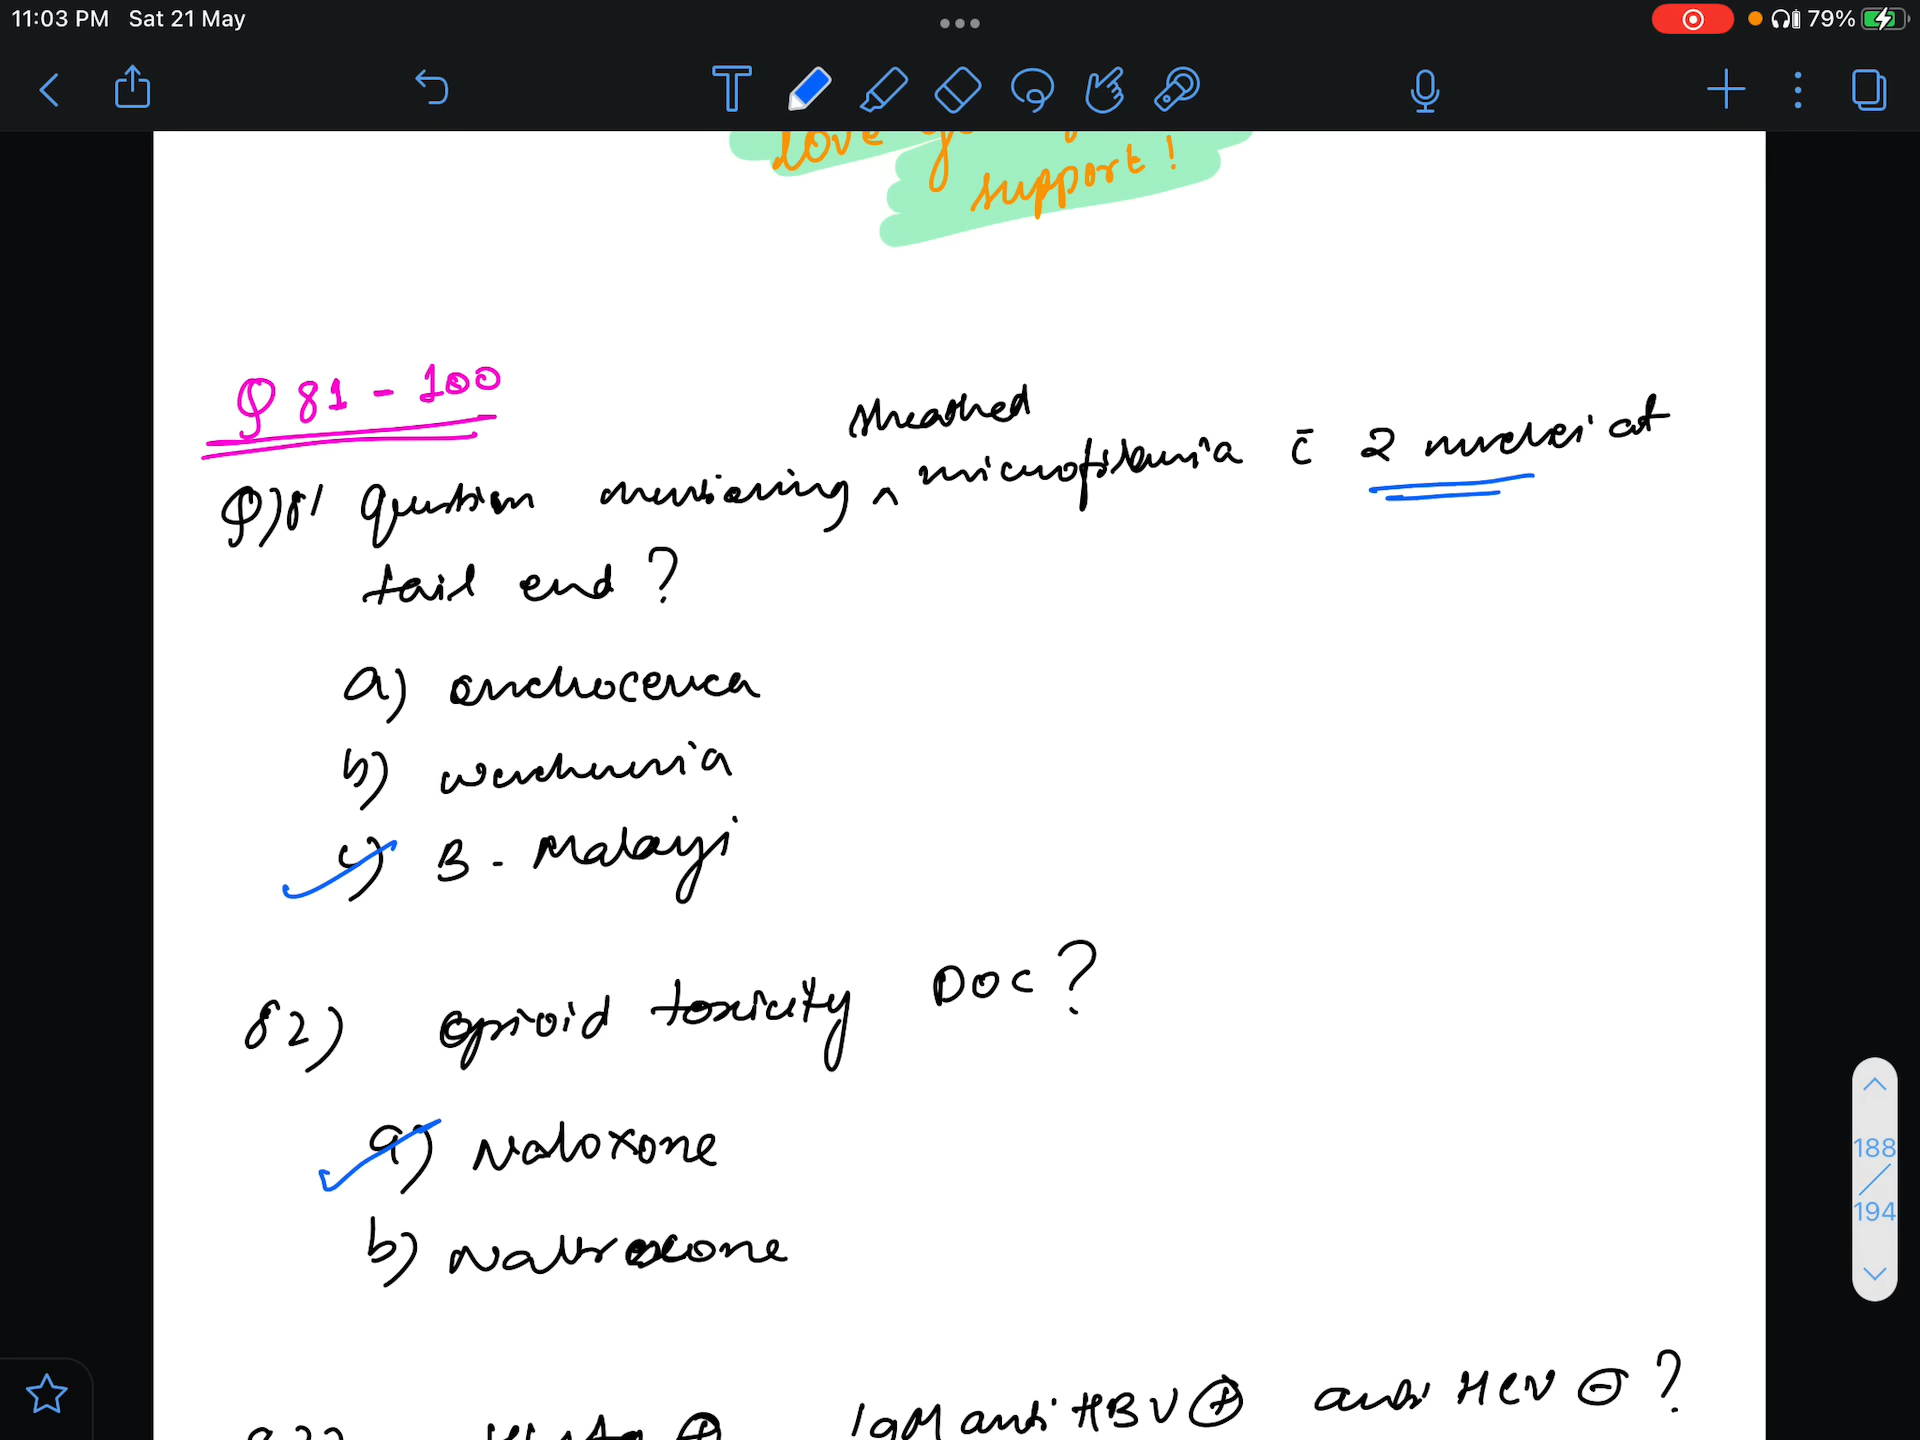 11:03 PM Sat 21 May
79%
love
support!
Q 81 - 100
sheathed
Q)81 question mentioning ^ microfilaria c̄ 2 nuclei at
tail end ?
a) onchocerca
b) wuchereria
c) B. Malayi
82) opioid toxicity DOC ?
a) Naloxone
b) Naltrexone
IgM anti HBV ⊕ anti HCV ⊖ ?
188
194